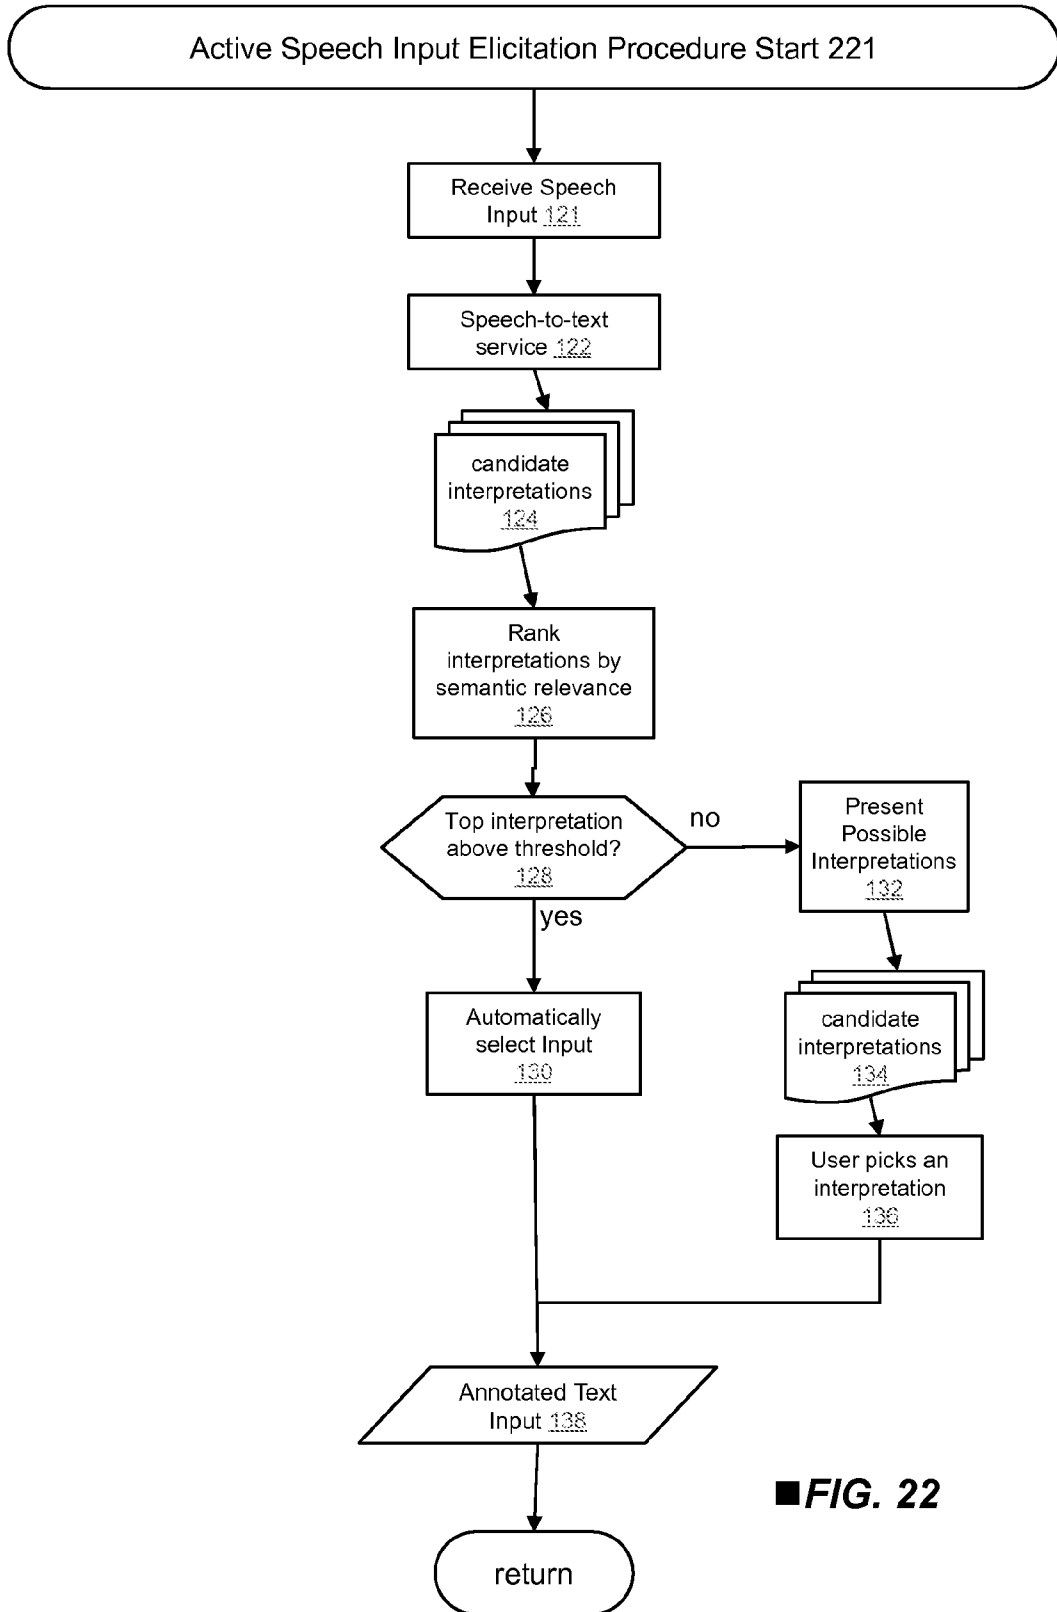 Active Speech Input Elicitation Procedure Start 221
Receive Speech
Input 121
Speech-to-text
service 122
candidate
interpretations
124
Rank
interpretations by
semantic relevance
126
Top interpretation
above threshold?
128
no
yes
Present
Possible
Interpretations
132
Automatically
select Input
130
candidate
interpretations
134
User picks an
interpretation
136
Annotated Text
Input 138
■FIG. 22
return